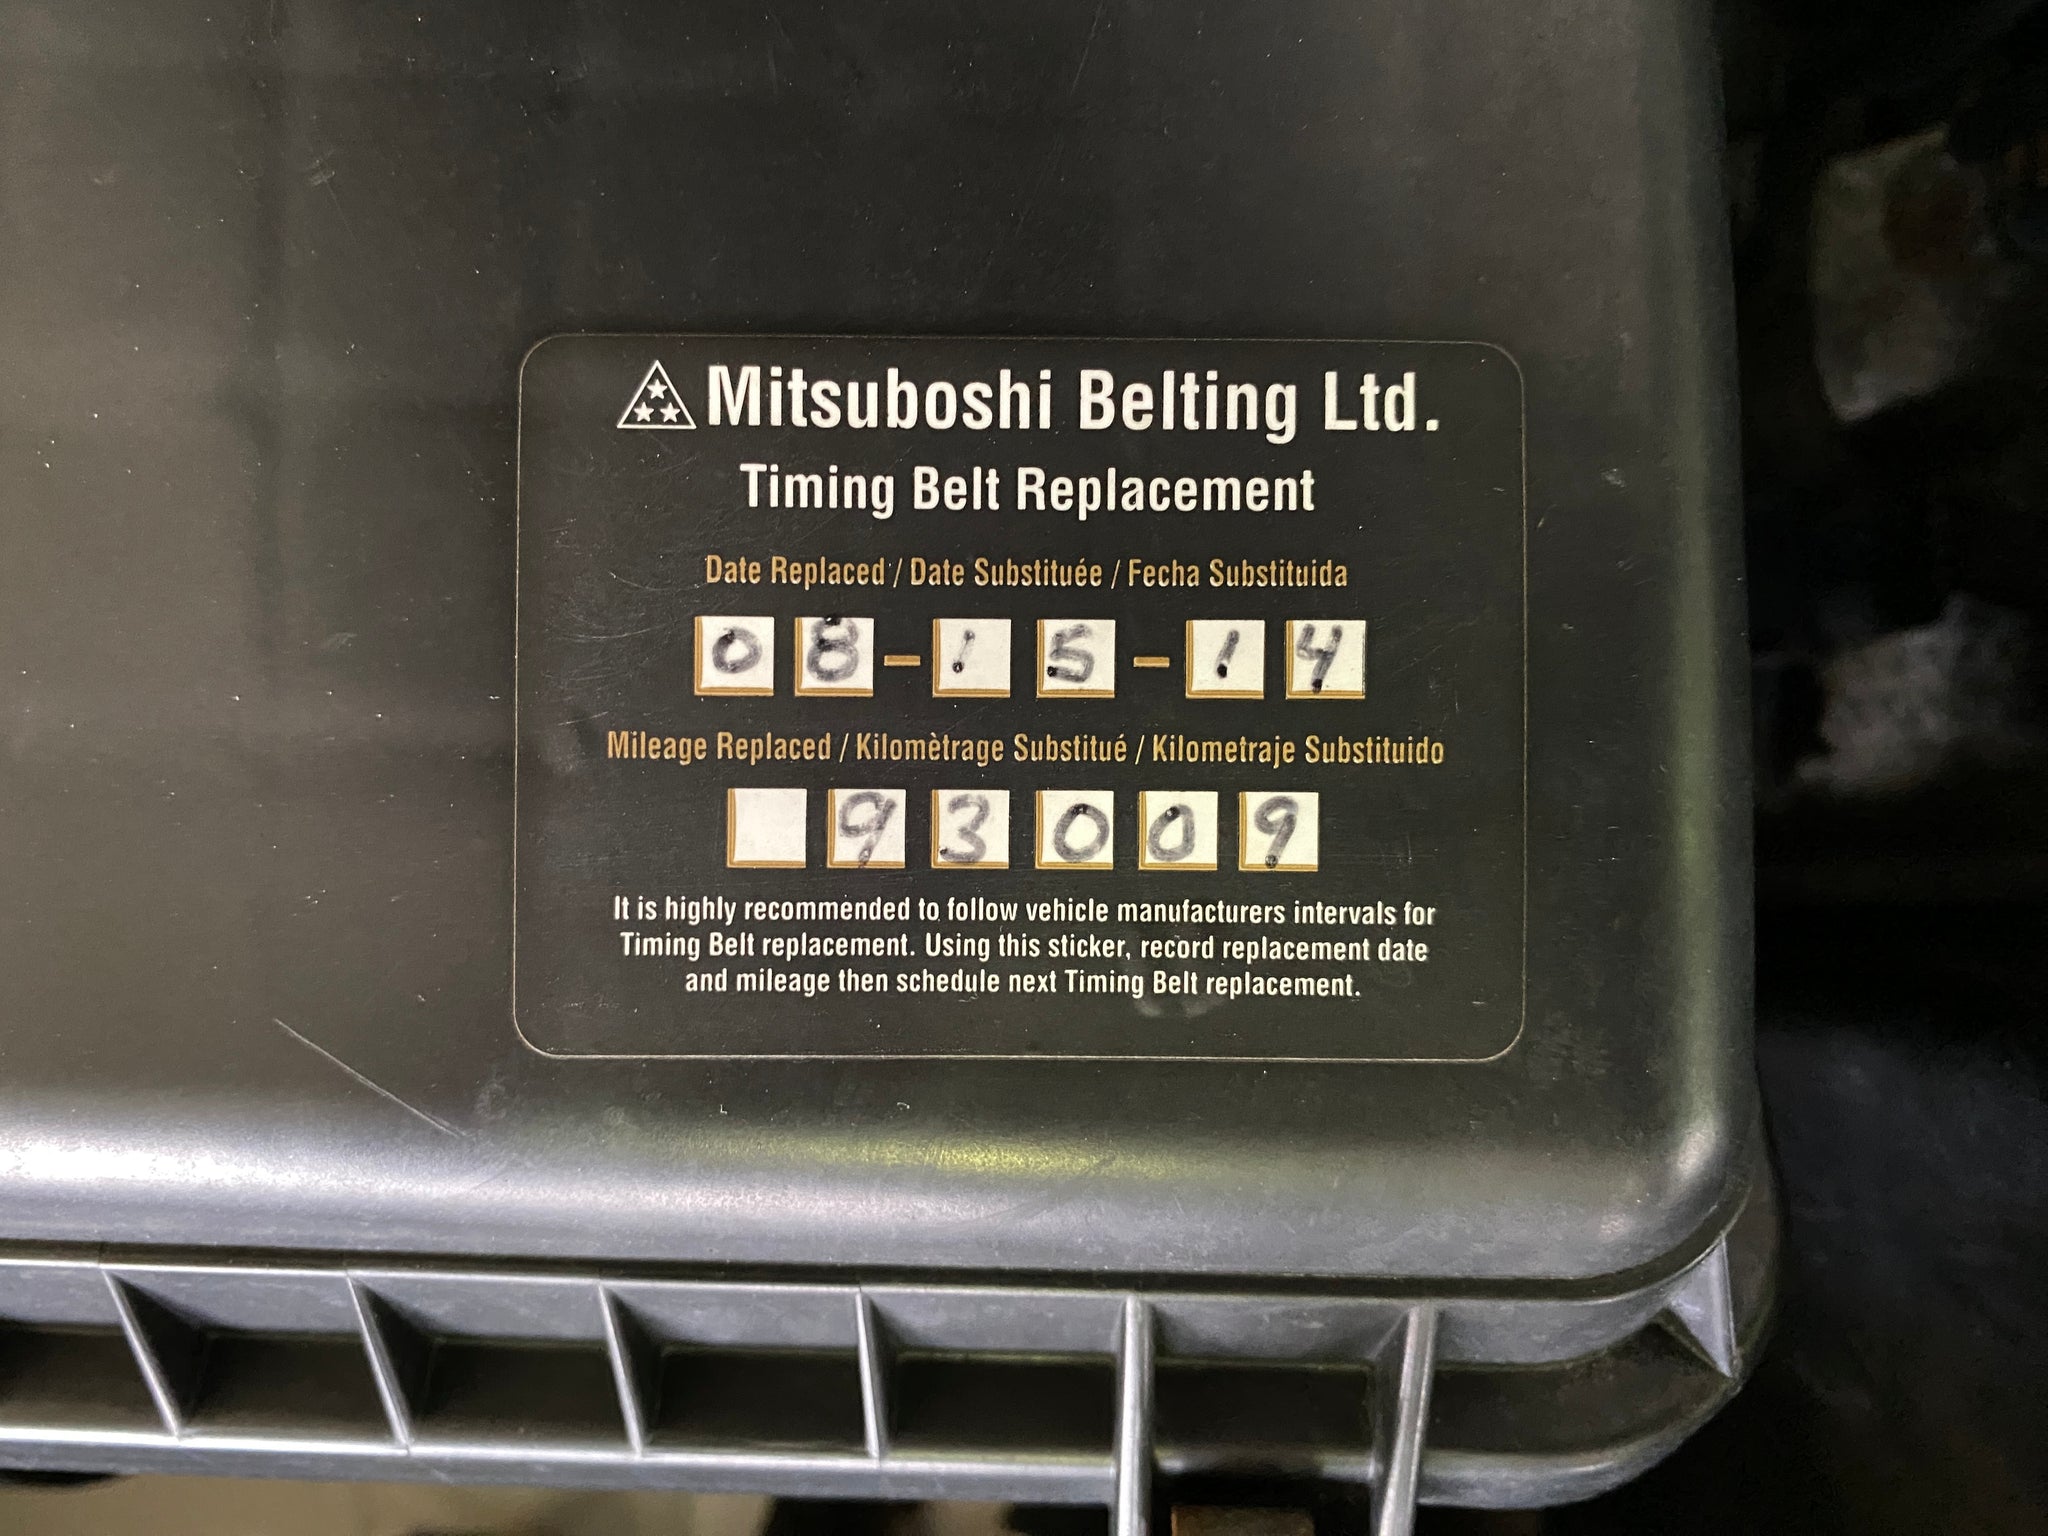 Mitsuboshi Belting Ltd.
Timing Belt Replacement
Date Replaced / Date Substituée / Fecha Substituida
08-15-14
Mileage Replaced / Kilomètrage Substitué / Kilometraje Substituido
93009
It is highly recommended to follow vehicle manufacturers intervals for
Timing Belt replacement. Using this sticker, record replacement date
and mileage then schedule next Timing Belt replacement.